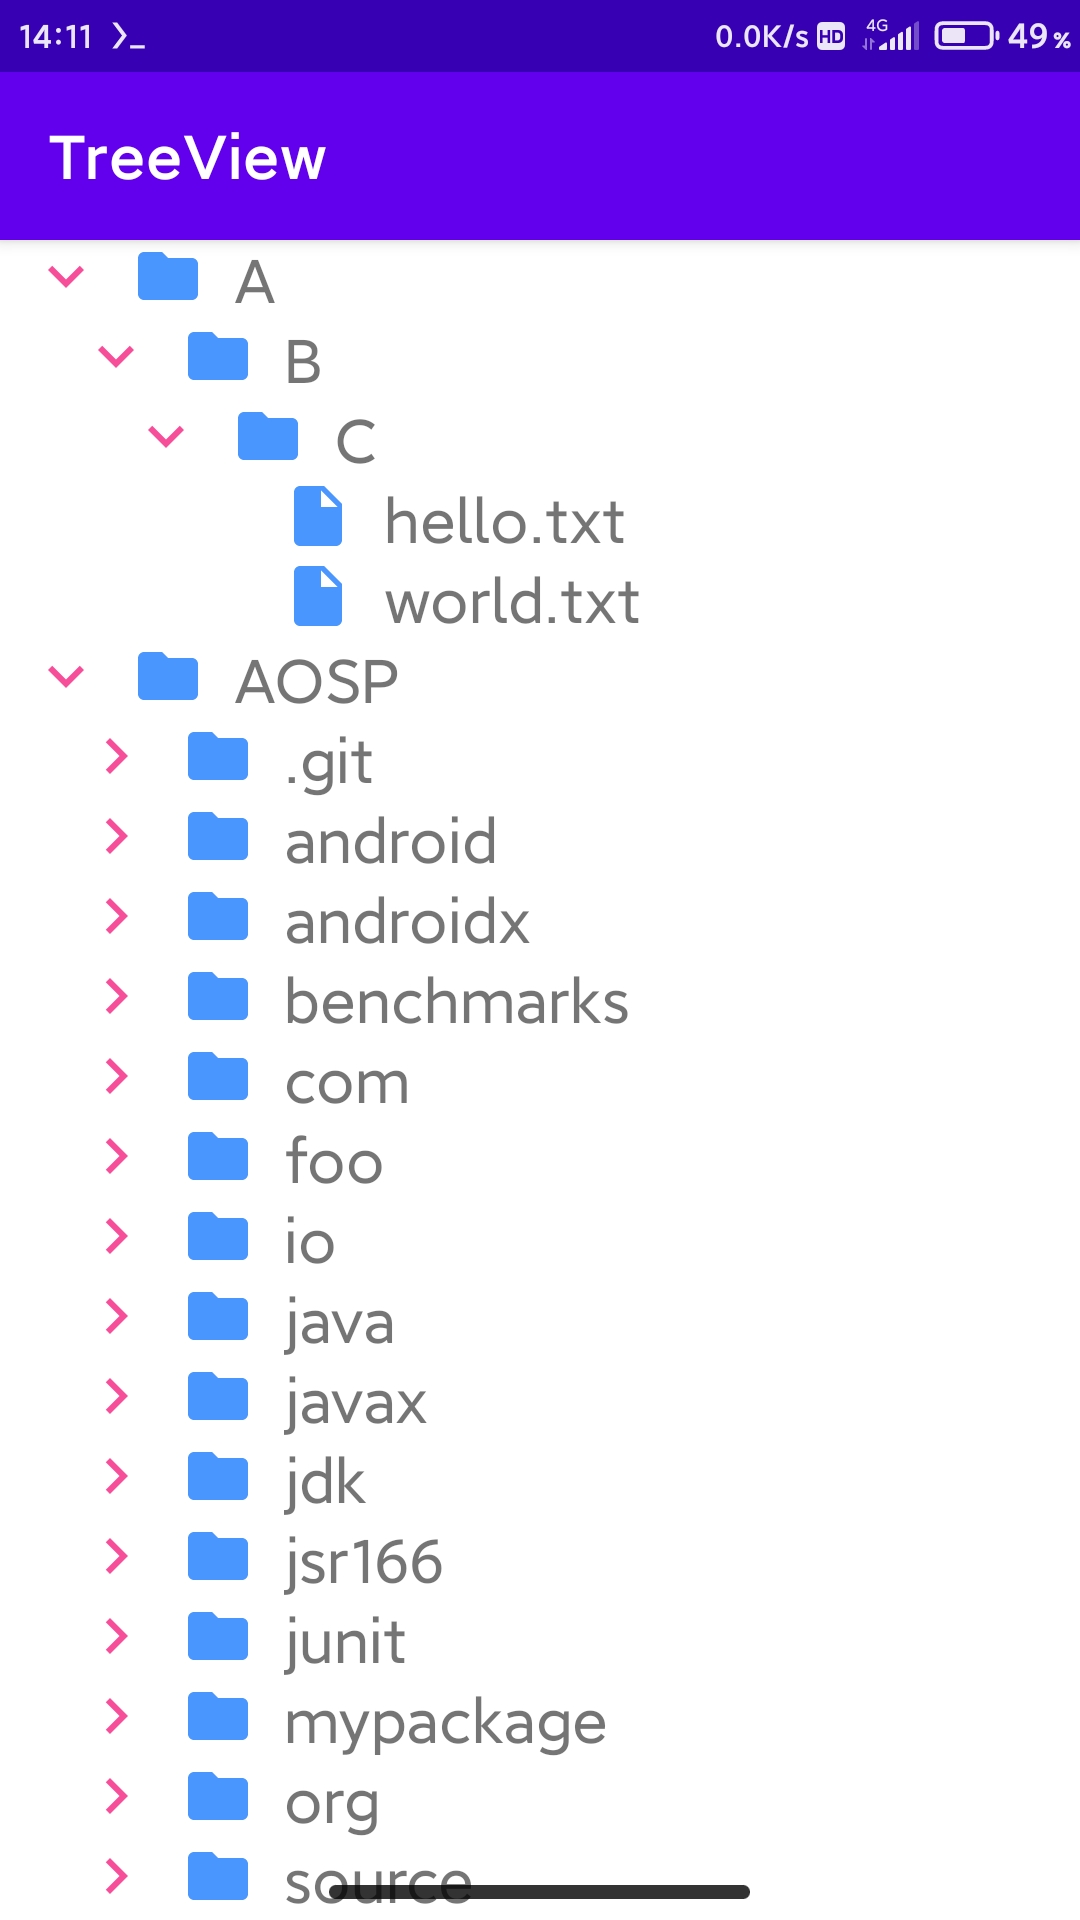 14:11 0.0K/s HD 4G 49%
TreeView
A
B
C
hello.txt
world.txt
AOSP
.git
android
androidx
benchmarks
com
foo
io
java
javax
jdk
jsr166
junit
mypackage
org
source